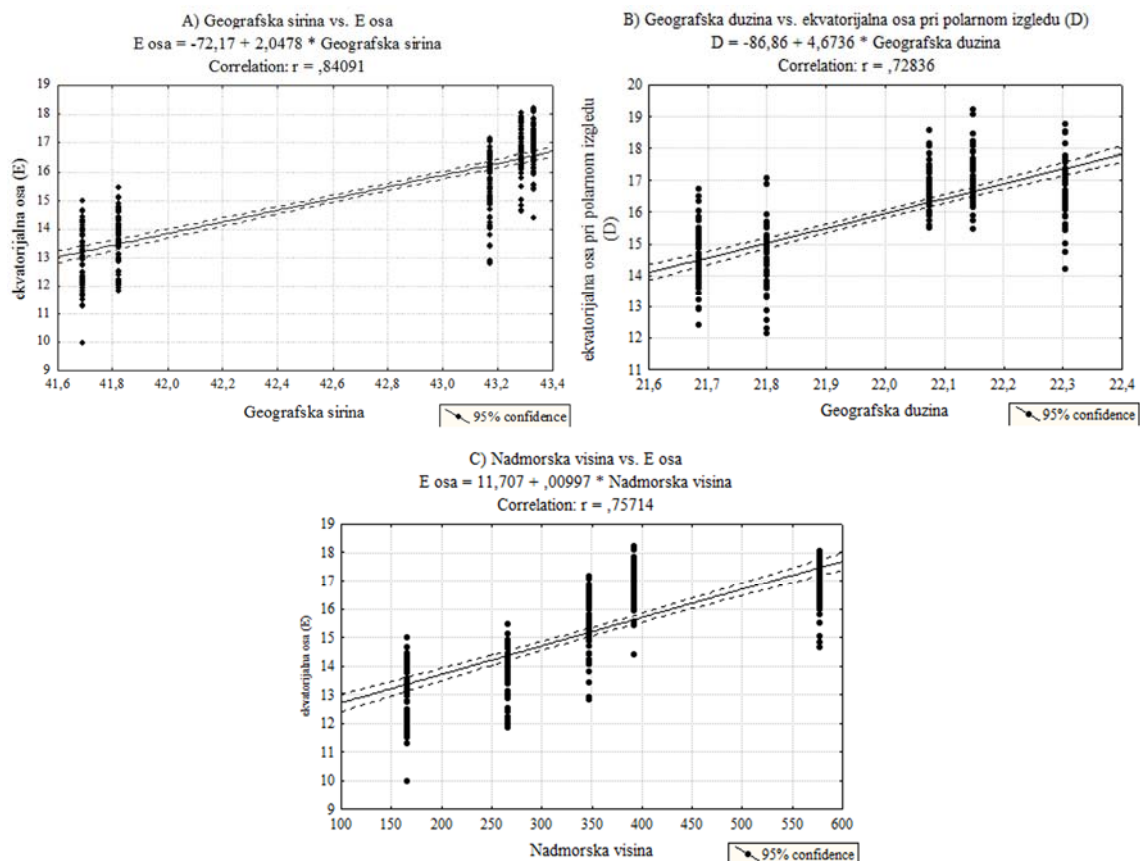 A) Geografska sirina vs. E osa
E osa = -72,17 + 2,0478 * Geografska sirina
Correlation: r = ,84091
ekvatorijalna osa (E)
19
18
17
16
15
14
13
12
11
10
9
41,6 41,8 42,0 42,2 42,4 42,6 42,8 43,0 43,2 43,4
Geografska sirina
95% confidence
B) Geografska duzina vs. ekvatorijalna osa pri polarnom izgledu (D)
D = -86,86 + 4,6736 * Geografska duzina
Correlation: r = ,72836
ekvatorijalna osa pri polarnom izgledu
(D)
20
19
18
17
16
15
14
13
12
11
21,6 21,7 21,8 21,9 22,0 22,1 22,2 22,3 22,4
Geografska duzina
95% confidence
C) Nadmorska visina vs. E osa
E osa = 11,707 + ,00997 * Nadmorska visina
Correlation: r = ,75714
ekvatorijalna osa (E)
19
18
17
16
15
14
13
12
11
10
9
100 150 200 250 300 350 400 450 500 550 600
Nadmorska visina
95% confidence